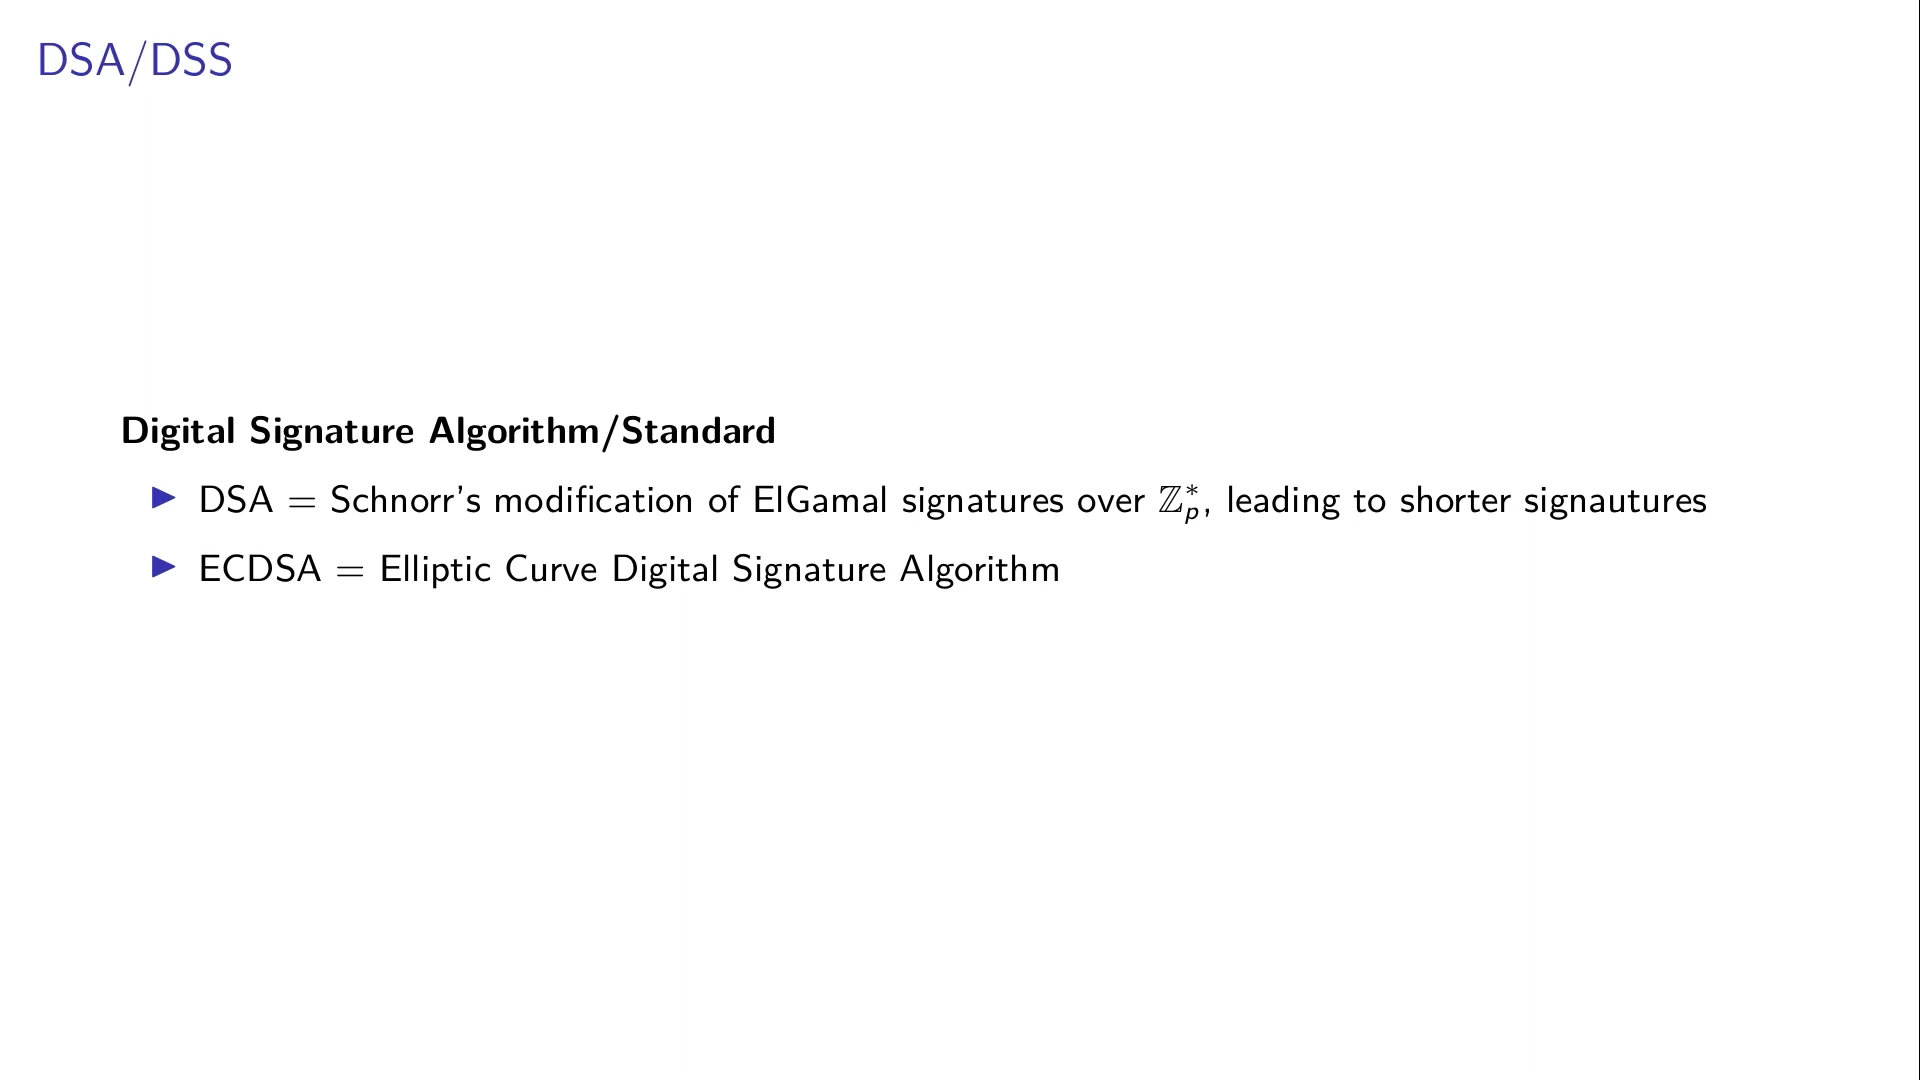 DSA/DSS
Digital Signature Algorithm/Standard
▶ DSA = Schnorr's modification of ElGamal signatures over ℤ*ₚ, leading to shorter signautures
▶ ECDSA = Elliptic Curve Digital Signature Algorithm